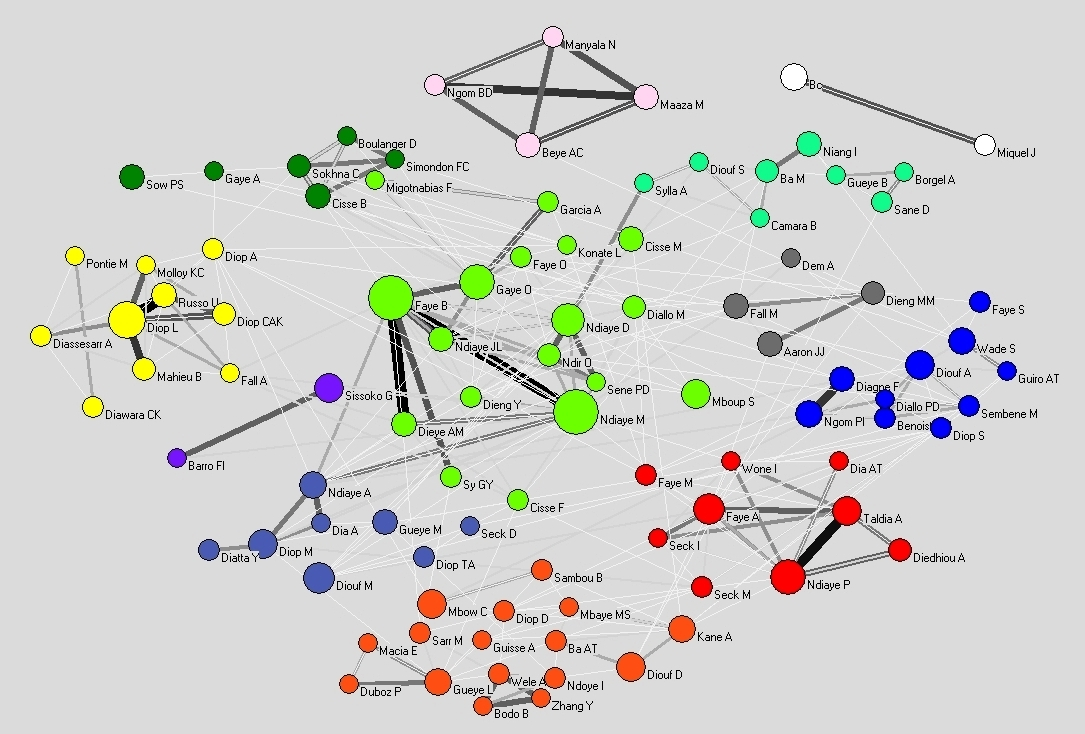 Manyala N
Bc
Ngom BD
Maaza M
Boulanger D
Niang I
Miquel J
Beye AC
Simondon FC
Diouf S
Sokhna C
Ba M
Gueye B
Borgel A
Sow PS
Gaye A
Migotnabias F
Sylla A
Cisse B
Garcia A
Sane D
Camara B
Cisse M
Konate L
Diop A
Faye O
Dem A
Pontie M
Molloy KC
Gaye O
Dieng MM
Russo
Faye B
Faye S
Diallo M
Fall M
Diop L
Diop CAK
Ndiaye D
Diassesarr A
Ndiaye JL
Aaron JJ
Wade S
Ndir O
Diouf A
Mahieu B
Fall A
Guiro AT
Sene PD
Diagne F
Sissoko G
Mboup S
Diallo PD
Dieng Y
Diawara CK
Ndiaye M
Ngom PI
Sembene M
Benoist
Dieye AM
Diop S
Barro FI
Wone I
Dia AT
Sy GY
Faye M
Ndiaye A
Cisse F
Faye A
Taldia A
Dia A
Gueye M
Seck D
Seck I
Diatta Y
Diop M
Diedhiou A
Diop TA
Diouf M
Sambou B
Ndiaye P
Seck M
Mbow C
Diop D
Mbaye MS
Sarr M
Kane A
Macia E
Guisse A
Ba AT
Diouf D
Duboz P
Gueye L
Wele A
Ndoye I
Bodo B
Zhang Y